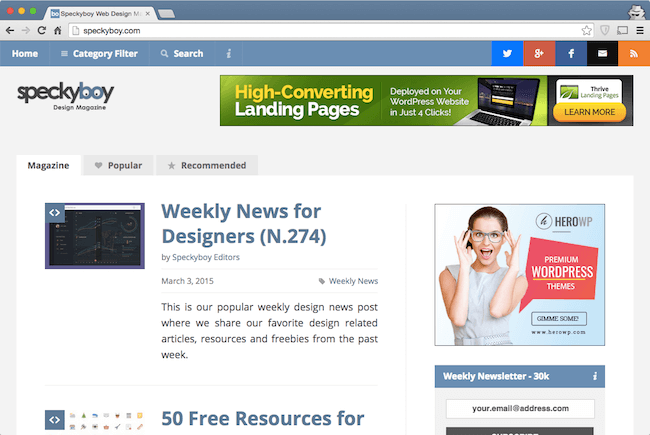 Speckyboy Web Design M
speckyboy.com
Home
Category Filter
Search
i
speckyboy
Design Magazine
High-Converting
Landing Pages
Deployed on Your
WordPress Website
in Just 4 Clicks!
Thrive
Landing Pages
LEARN MORE
Magazine
Popular
Recommended
Weekly News for
Designers (N.274)
by Speckyboy Editors
March 3, 2015
Weekly News
This is our popular weekly design news post
where we share our favorite design related
articles, resources and freebies from the past
week.
50 Free Resources for
HEROWP
PREMIUM
WORDPRESS
THEMES
GIMME SOME!
www.herowp.com
Weekly Newsletter - 30k
i
your.email@address.com